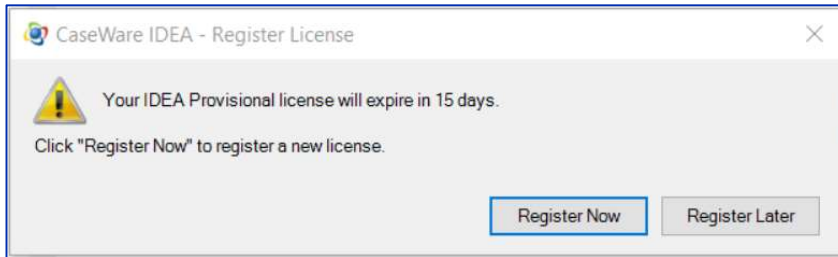 CaseWare IDEA - Register License
Your IDEA Provisional license will expire in 15 days.
Click "Register Now" to register a new license.
Register Now
Register Later